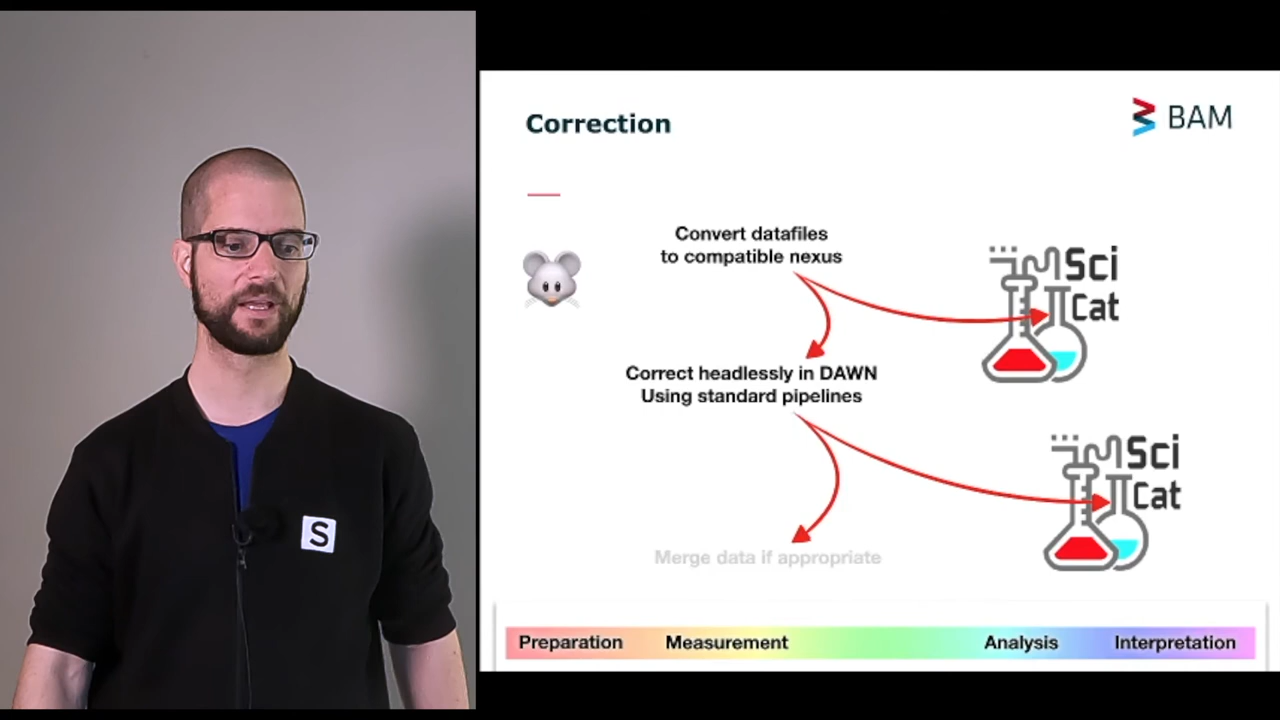 Correction
BAM
Convert datafiles
to compatible nexus
Sci
Cat
Correct headlessly in DAWN
Using standard pipelines
Sci
Cat
Merge data if appropriate
S
Preparation
Measurement
Analysis
Interpretation